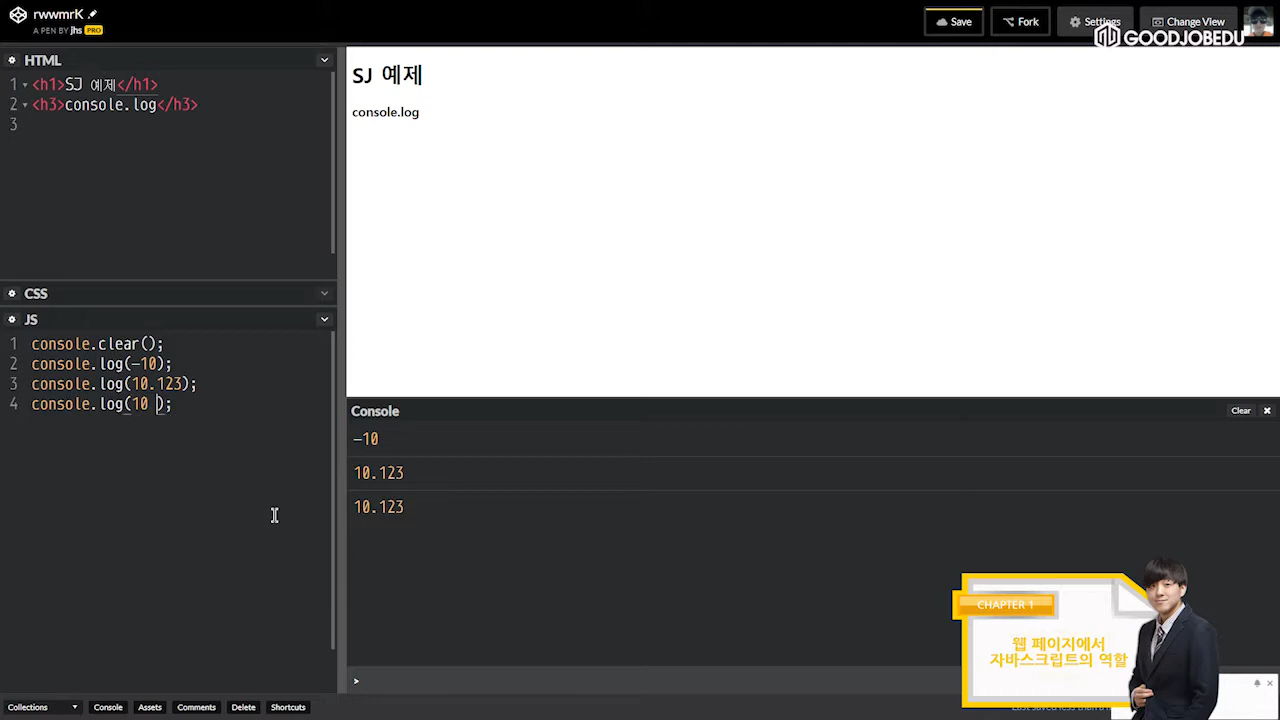 rwwmrK
A PEN BY jhs PRO
Save
Fork
Settings
Change View
GOODJOBEDU
HTML
1 <h1>SJ 예제</h1>
2 <h3>console.log</h3>
3
CSS
JS
1 console.clear();
2 console.log(-10);
3 console.log(10.123);
4 console.log(10 );
SJ 예제
console.log
Console
Clear
-10
10.123
10.123
>
CHAPTER 1
웹 페이지에서
자바스크립트의 역할
Collections
Console
Assets
Comments
Delete
Shortcuts
Last saved less than a